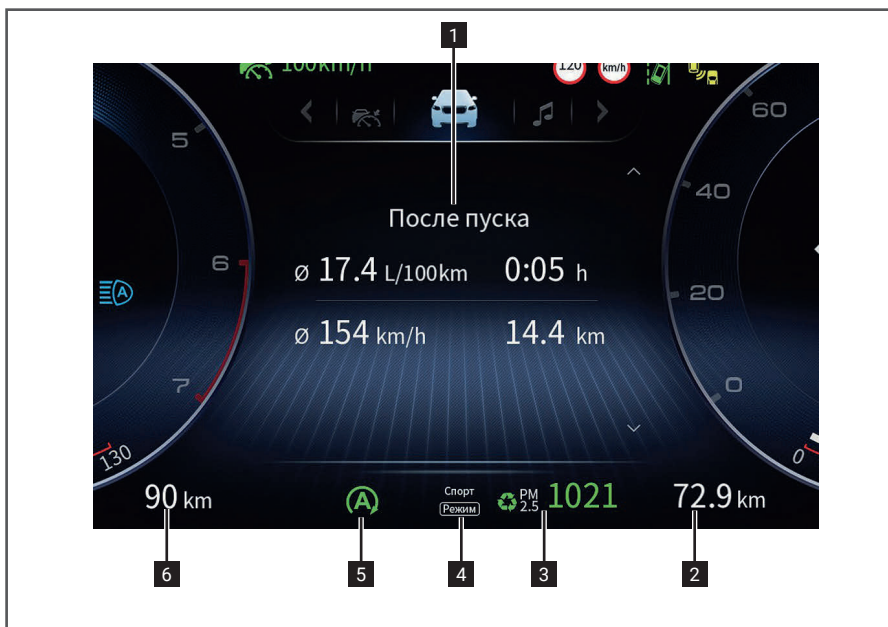 1
100km/h
120
km/h
5
60
40
После пуска
6
Ø 17.4 L/100km 0:05 h
20
Ø 154 km/h 14.4 km
7
0
130
0
90 km
A
Спорт
Режим
PM 2.5
1021
72.9 km
6
5
4
3
2